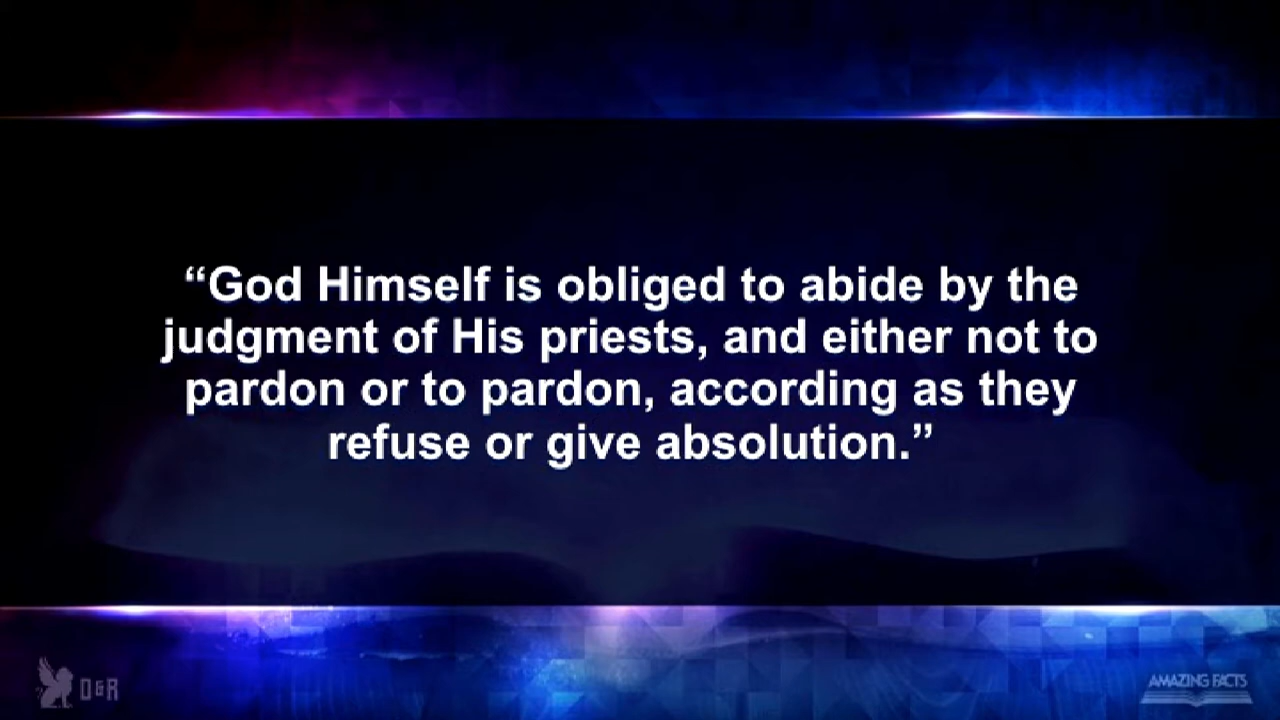 “God Himself is obliged to abide by the
judgment of His priests, and either not to
pardon or to pardon, according as they
refuse or give absolution.”
D&R
AMAZING FACTS